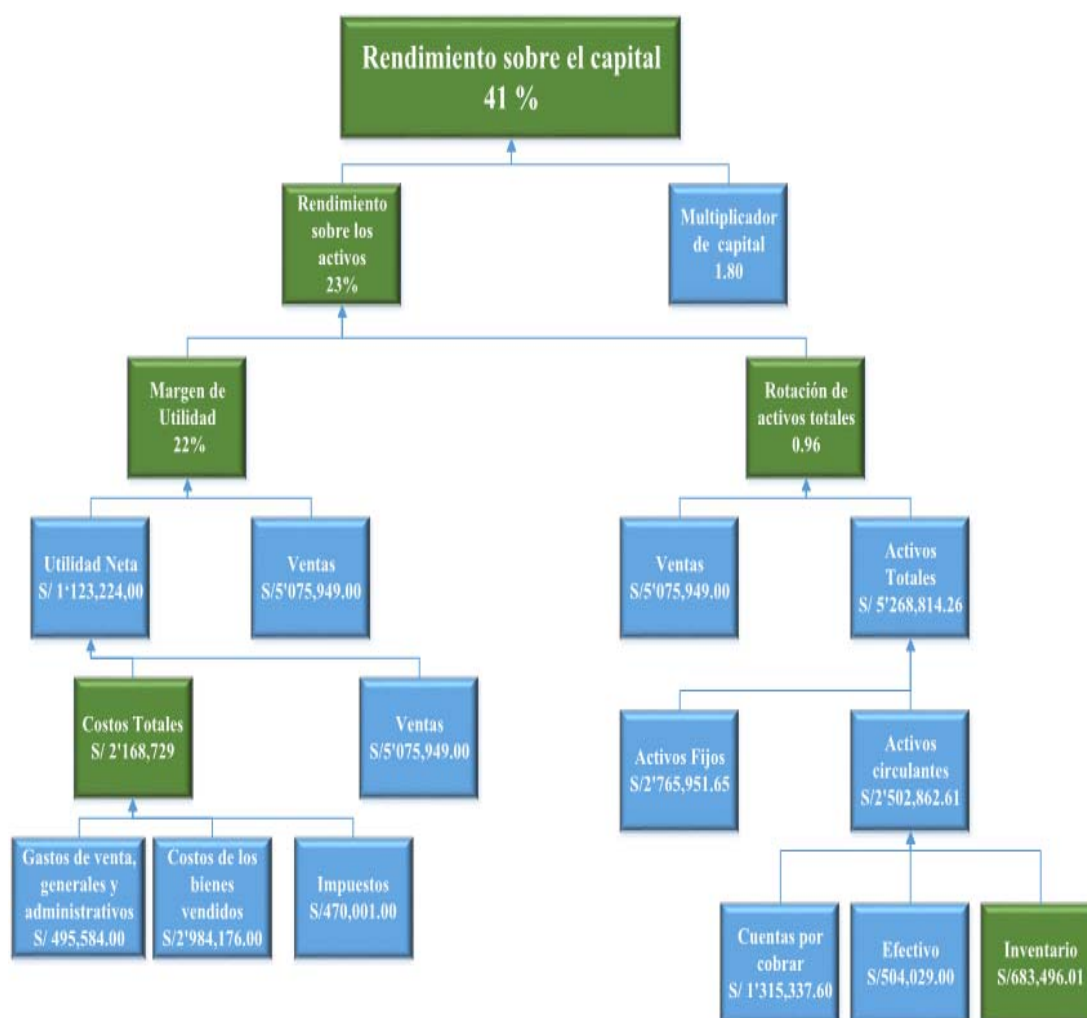 Rendimiento sobre el capital
41 %
Rendimiento
sobre los
activos
23%
Multiplicador
de capital
1.80
Margen de
Utilidad
22%
Rotación de
activos totales
0.96
Utilidad Neta
S/ 1‘123,224,00
Ventas
S/5'075,949.00
Ventas
S/5'075,949.00
Activos
Totales
S/ 5'268,814.26
Costos Totales
S/ 2'168,729
Ventas
S/5'075,949.00
Activos Fijos
S/2'765,951.65
Activos
circulantes
S/2'502,862.61
Gastos de venta,
generales y
administrativos
S/ 495,584.00
Costos de los
bienes
vendidos
S/2'984,176.00
Impuestos
S/470,001.00
Cuentas por
cobrar
S/ 1'315,337.60
Efectivo
S/504,029.00
Inventario
S/683,496.01